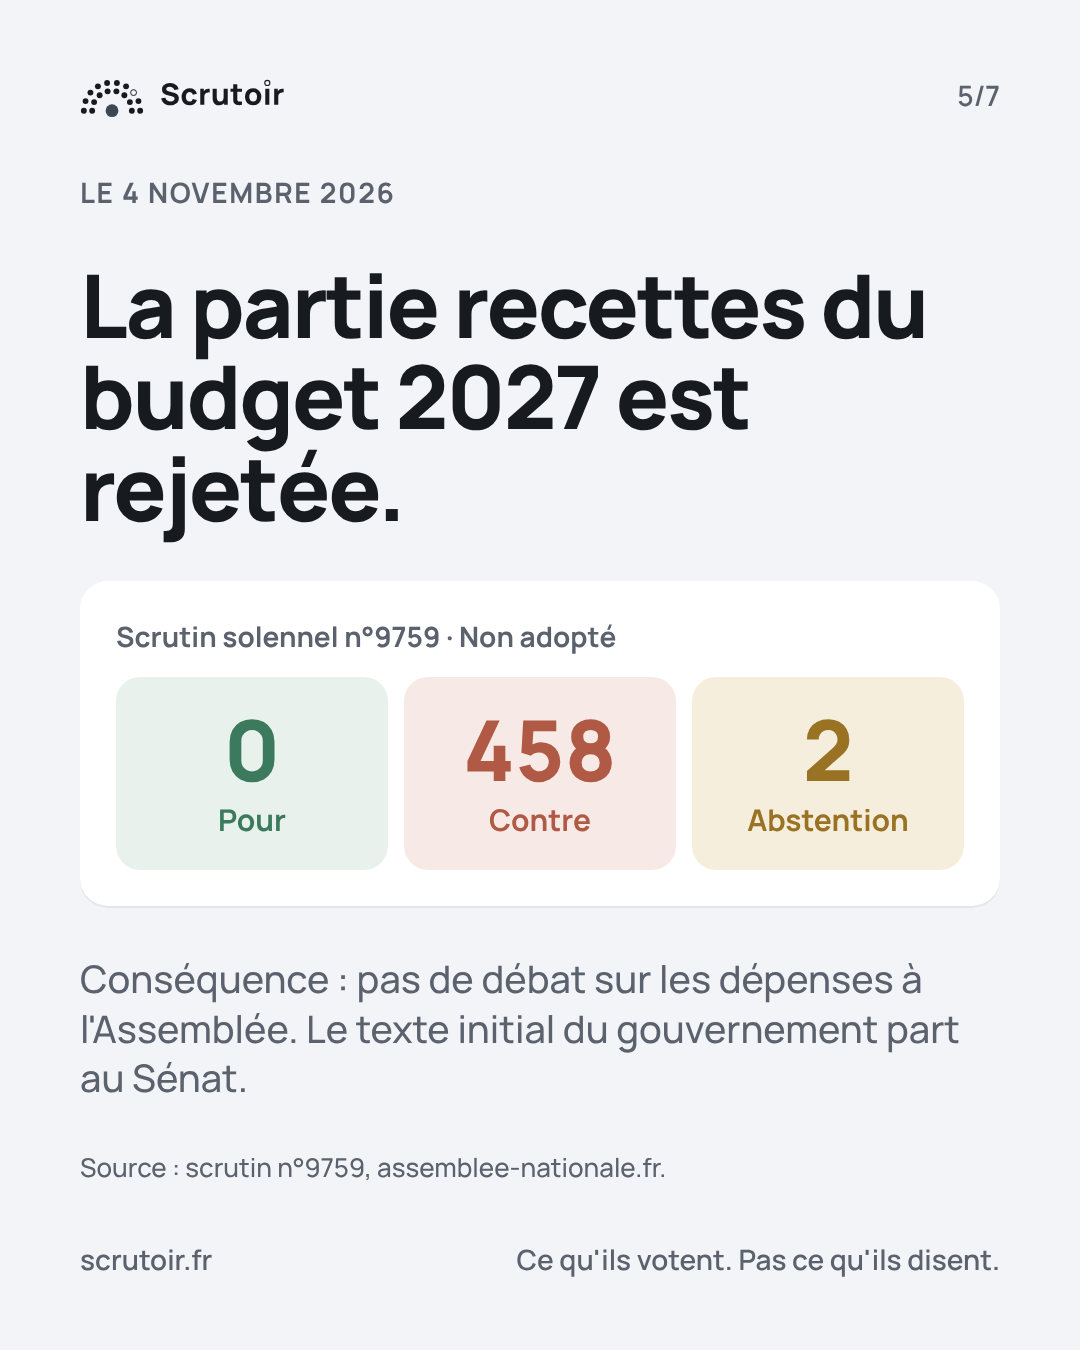 Scrutoir
5/7
LE 4 NOVEMBRE 2026
La partie recettes du
budget 2027 est
rejetée.
Scrutin solennel n°9759 · Non adopté
0
Pour
458
Contre
2
Abstention
Conséquence : pas de débat sur les dépenses à
l'Assemblée. Le texte initial du gouvernement part
au Sénat.
Source : scrutin n°9759, assemblee-nationale.fr.
scrutoir.fr
Ce qu'ils votent. Pas ce qu'ils disent.